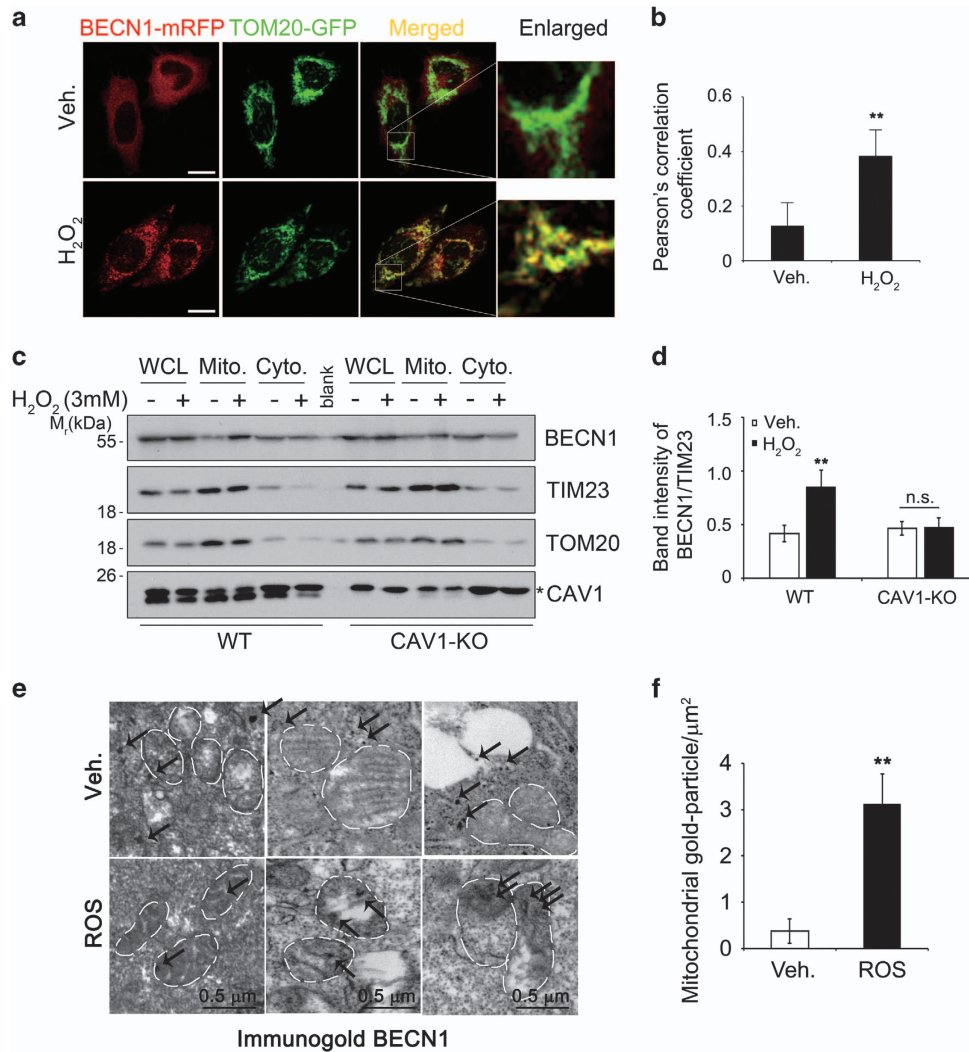 a
BECN1-mRFP TOM20-GFP Merged Enlarged
Veh.
H₂O₂
b
Pearson's correlation
coefficient
0.6
0.4
0.2
0
**
Veh. H₂O₂
c
WCL Mito. Cyto. blank WCL Mito. Cyto.
H₂O₂ (3mM) - + - + - + - + - + - +
Mr(kDa)
55 - BECN1
TIM23
18 -
18 - TOM20
26 -
*CAV1
WT CAV1-KO
d
Band intensity of
BECN1/TIM23
1.5
1.0
0.5
0
Veh.
H₂O₂
**
n.s.
WT CAV1-KO
e
Veh.
ROS
0.5 μm 0.5 μm 0.5 μm
Immunogold BECN1
f
Mitochondrial gold-particle/μm²
4
3
2
1
0
**
Veh. ROS